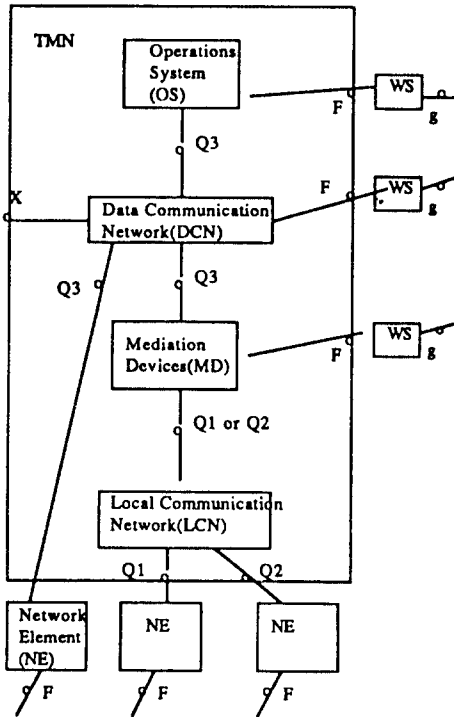 TMN
Operations
System
(OS)
WS
F
g
Q3
X
F
WS
g
Data Communication
Network(DCN)
Q3
Q3
Mediation
Devices(MD)
F
WS
g
Q1 or Q2
Local Communication
Network(LCN)
Q1
Q2
Network
Element
(NE)
NE
NE
F
F
F